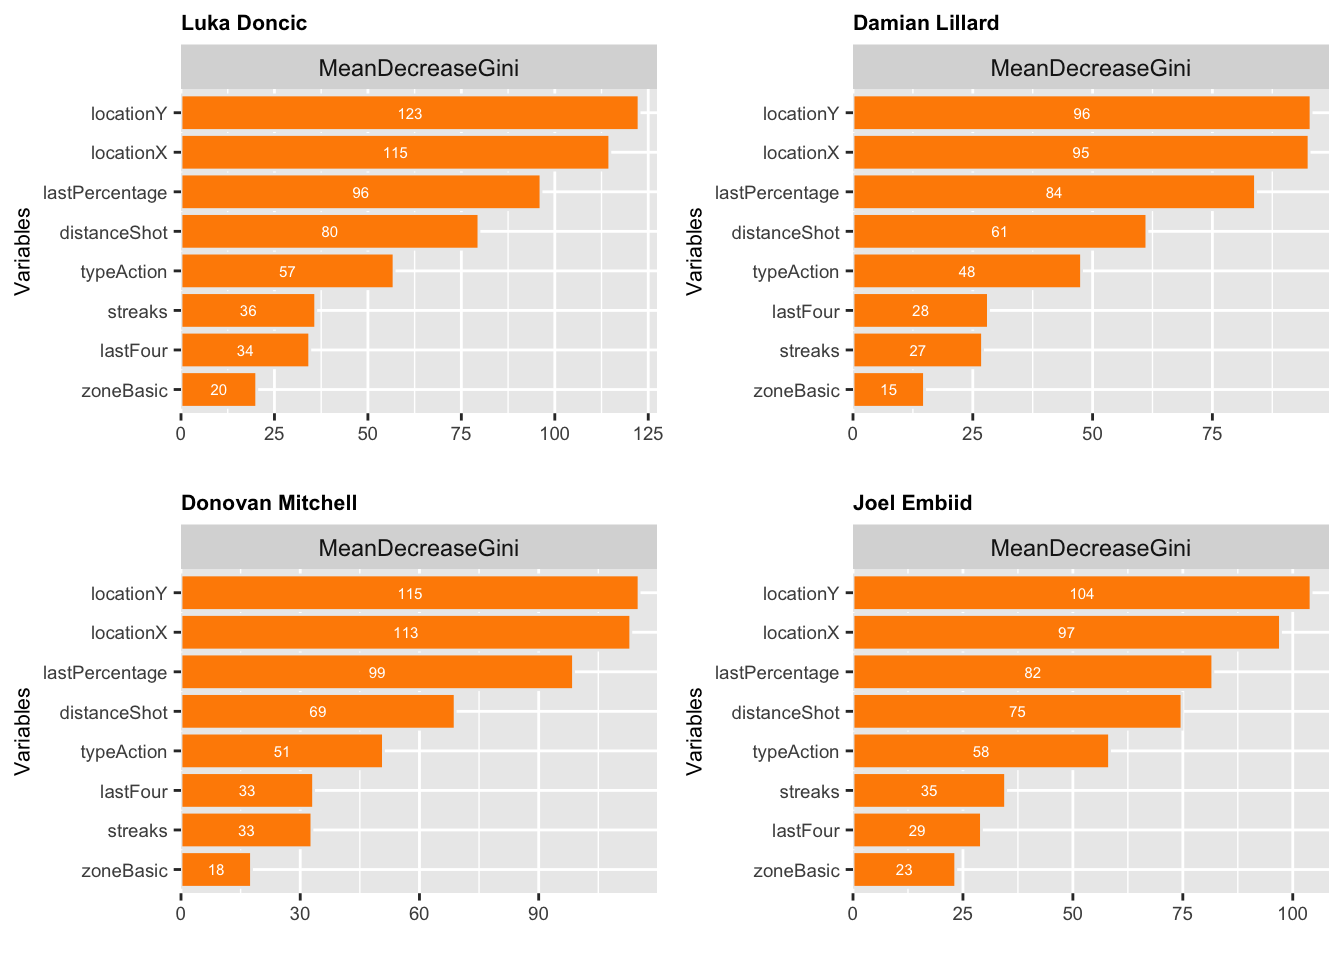 Luka Doncic
MeanDecreaseGini
Variables
locationY 123
locationX 115
lastPercentage 96
distanceShot 80
typeAction 57
streaks 36
lastFour 34
zoneBasic 20
0 25 50 75 100 125
Damian Lillard
MeanDecreaseGini
Variables
locationY 96
locationX 95
lastPercentage 84
distanceShot 61
typeAction 48
lastFour 28
streaks 27
zoneBasic 15
0 25 50 75
Donovan Mitchell
MeanDecreaseGini
Variables
locationY 115
locationX 113
lastPercentage 99
distanceShot 69
typeAction 51
lastFour 33
streaks 33
zoneBasic 18
0 30 60 90
Joel Embiid
MeanDecreaseGini
Variables
locationY 104
locationX 97
lastPercentage 82
distanceShot 75
typeAction 58
streaks 35
lastFour 29
zoneBasic 23
0 25 50 75 100